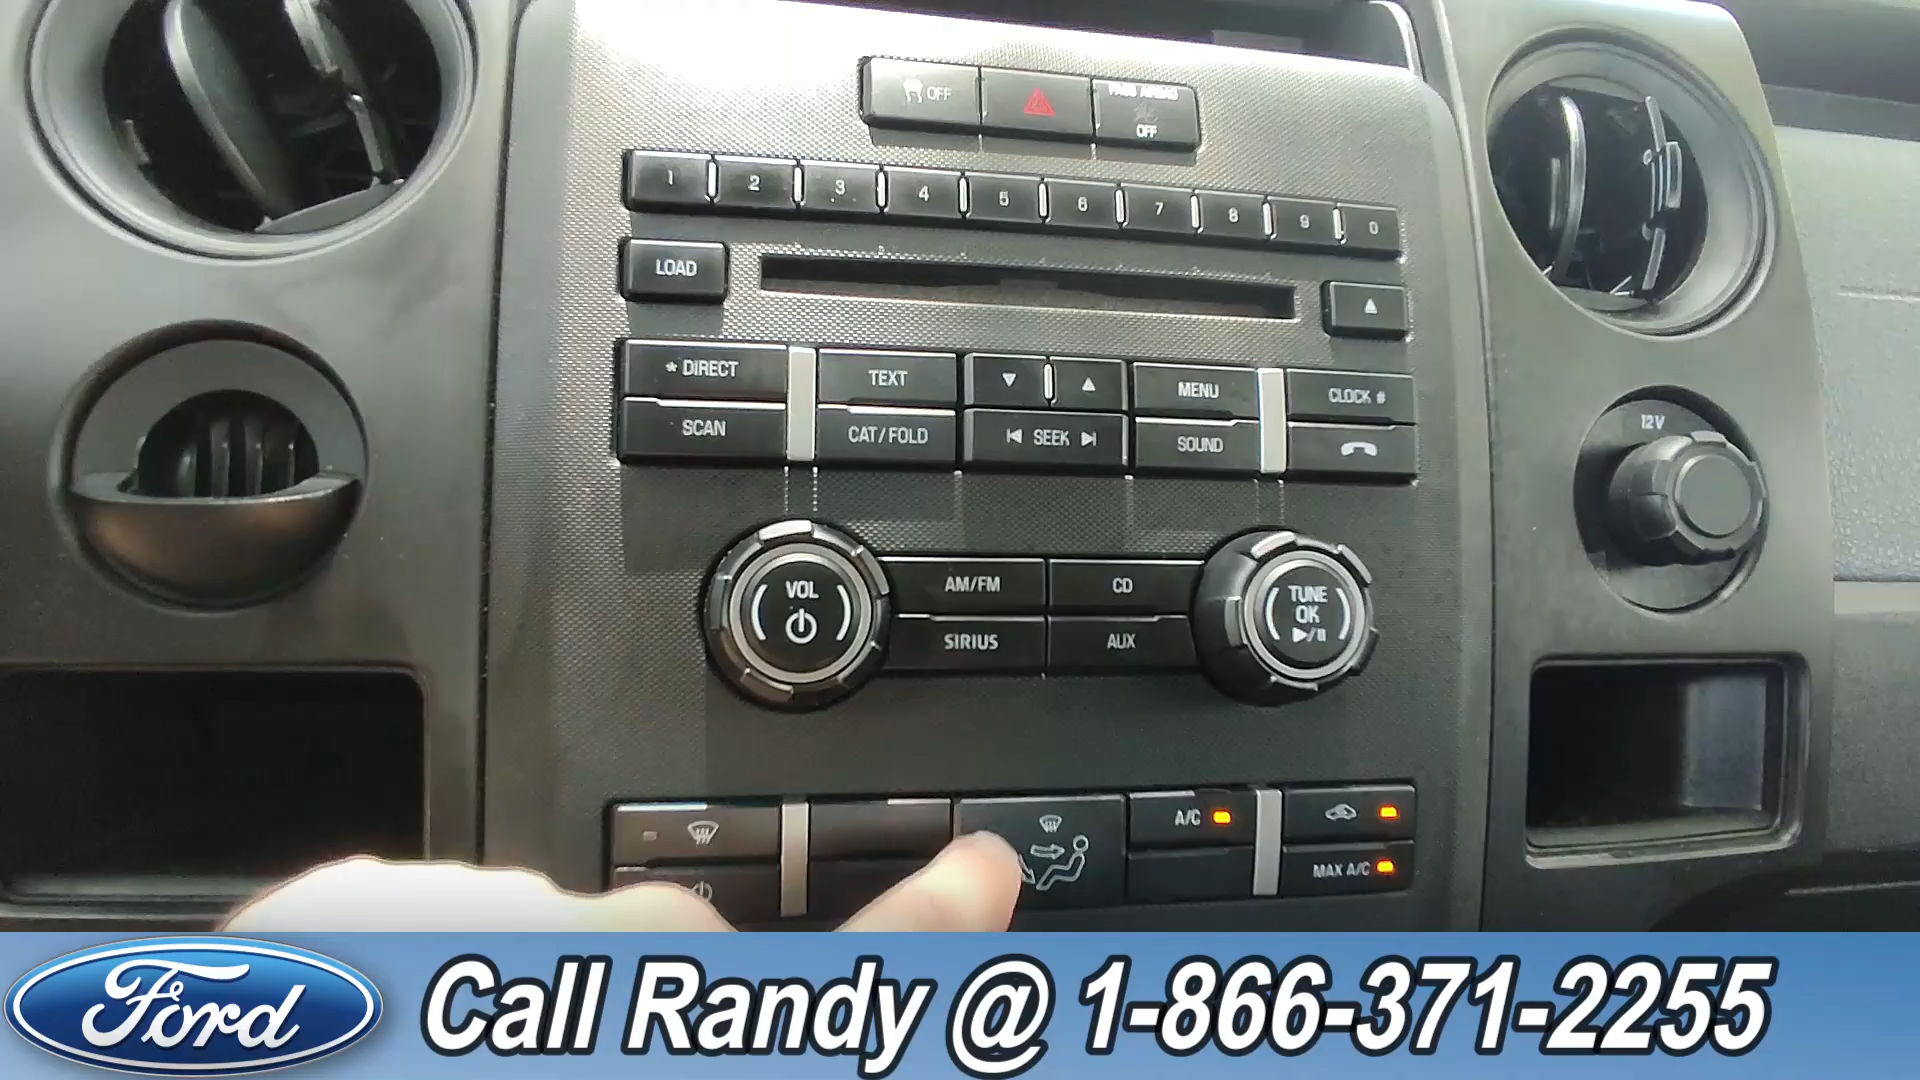 OFF
PASS AIRBAG
OFF
1 2 3 4 5 6 7 8 9 0
LOAD
* DIRECT TEXT MENU CLOCK #
SCAN CAT/FOLD SEEK SOUND
12V
VOL AM/FM CD TUNE
OK
SIRIUS AUX
A/C
MAX A/C
Ford Call Randy @ 1-866-371-2255